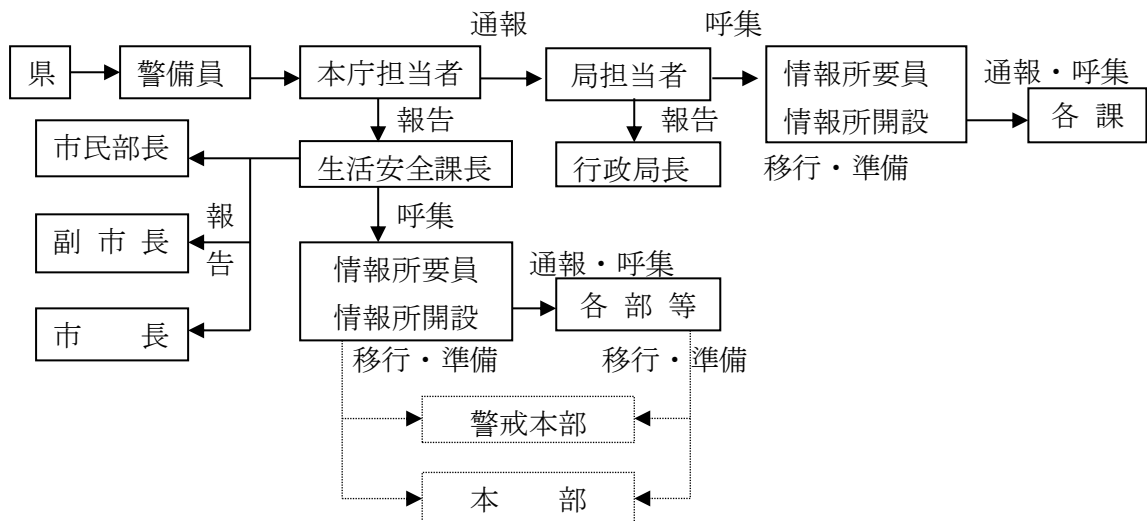 通報
呼集
県
警備員
本庁担当者
局担当者
情報所要員
情報所開設
通報・呼集
各 課
報告
報告
市民部長
生活安全課長
行政局長
移行・準備
呼集
副 市 長
報
告
情報所要員
情報所開設
通報・呼集
各 部 等
市 長
移行・準備
移行・準備
警戒本部
本 部